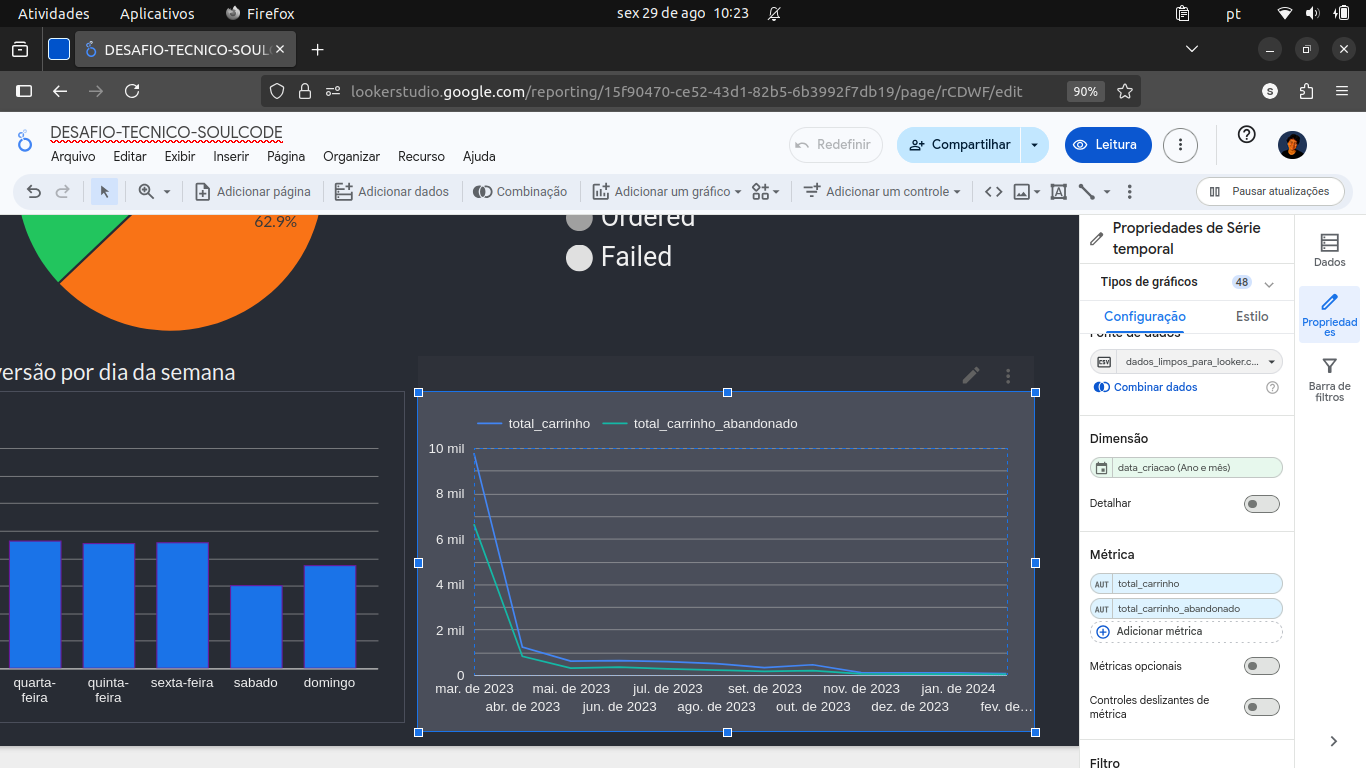 Atividades Aplicativos Firefox sex 29 de ago 10:23 pt
DESAFIO-TECNICO-SOULC
lookerstudio.google.com/reporting/15f90470-ce52-43d1-82b5-6b3992f7db19/page/rCDWF/edit 90% S
DESAFIO-TECNICO-SOULCODE
Arquivo Editar Exibir Inserir Página Organizar Recurso Ajuda
Redefinir Compartilhar Leitura
Adicionar página Adicionar dados Combinação Adicionar um gráfico Adicionar um controle Pausar atualizações
62.9%
Ordered
Failed
versão por dia da semana
quarta-feira
quinta-feira
sexta-feira
sabado
domingo
total_carrinho total_carrinho_abandonado
10 mil
8 mil
6 mil
4 mil
2 mil
0
mar. de 2023 mai. de 2023 jul. de 2023 set. de 2023 nov. de 2023 jan. de 2024
abr. de 2023 jun. de 2023 ago. de 2023 out. de 2023 dez. de 2023 fev. de...
Propriedades de Série
temporal
Tipos de gráficos 48
Configuração Estilo
Fonte de dados
CSV dados_limpos_para_looker.c...
Combinar dados
Dimensão
data_criacao (Ano e mês)
Detalhar
Métrica
AUT total_carrinho
AUT total_carrinho_abandonado
Adicionar métrica
Métricas opcionais
Controles deslizantes de
métrica
Filtro
Dados
Propriedad
es
Barra de
filtros